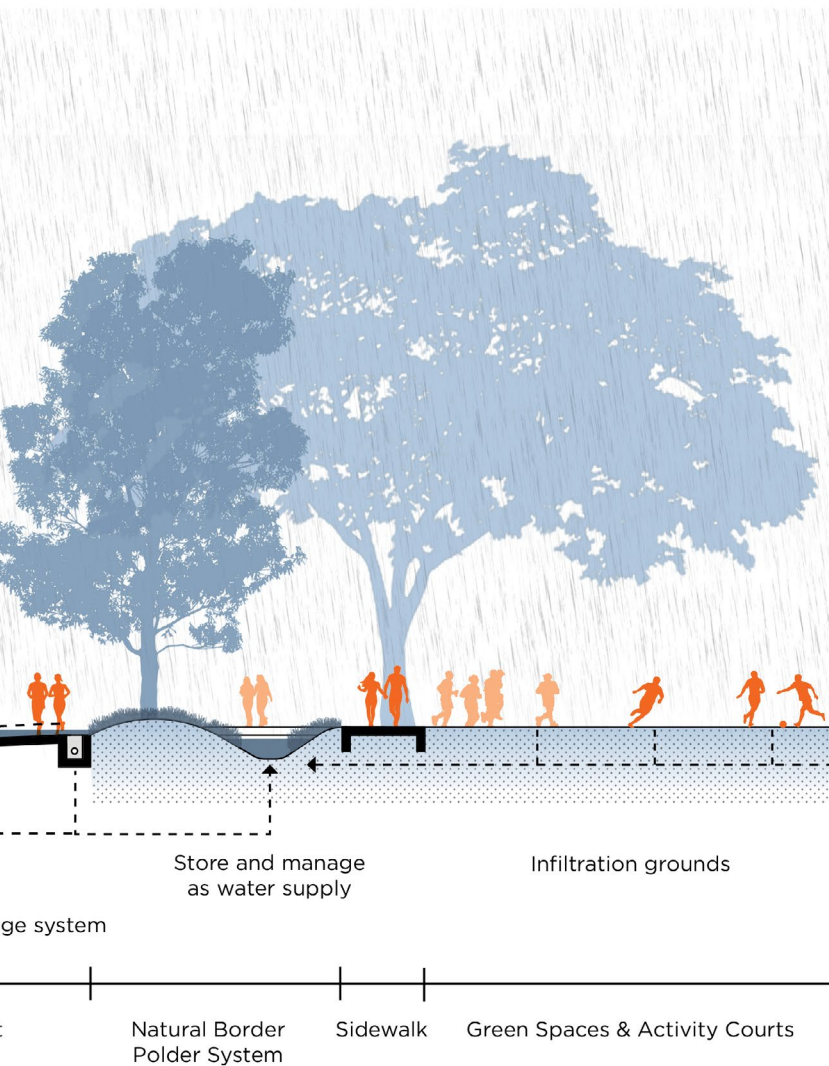 Store and manage
as water supply
Infiltration grounds
ge system
Natural Border
Polder System
Sidewalk
Green Spaces & Activity Courts